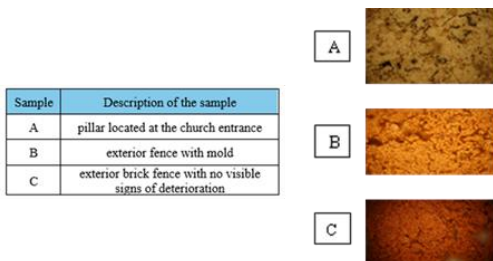 Sample Description of the sample
A pillar located at the church entrance
B exterior fence with mold
C exterior brick fence with no visible
signs of deterioration
A
B
C